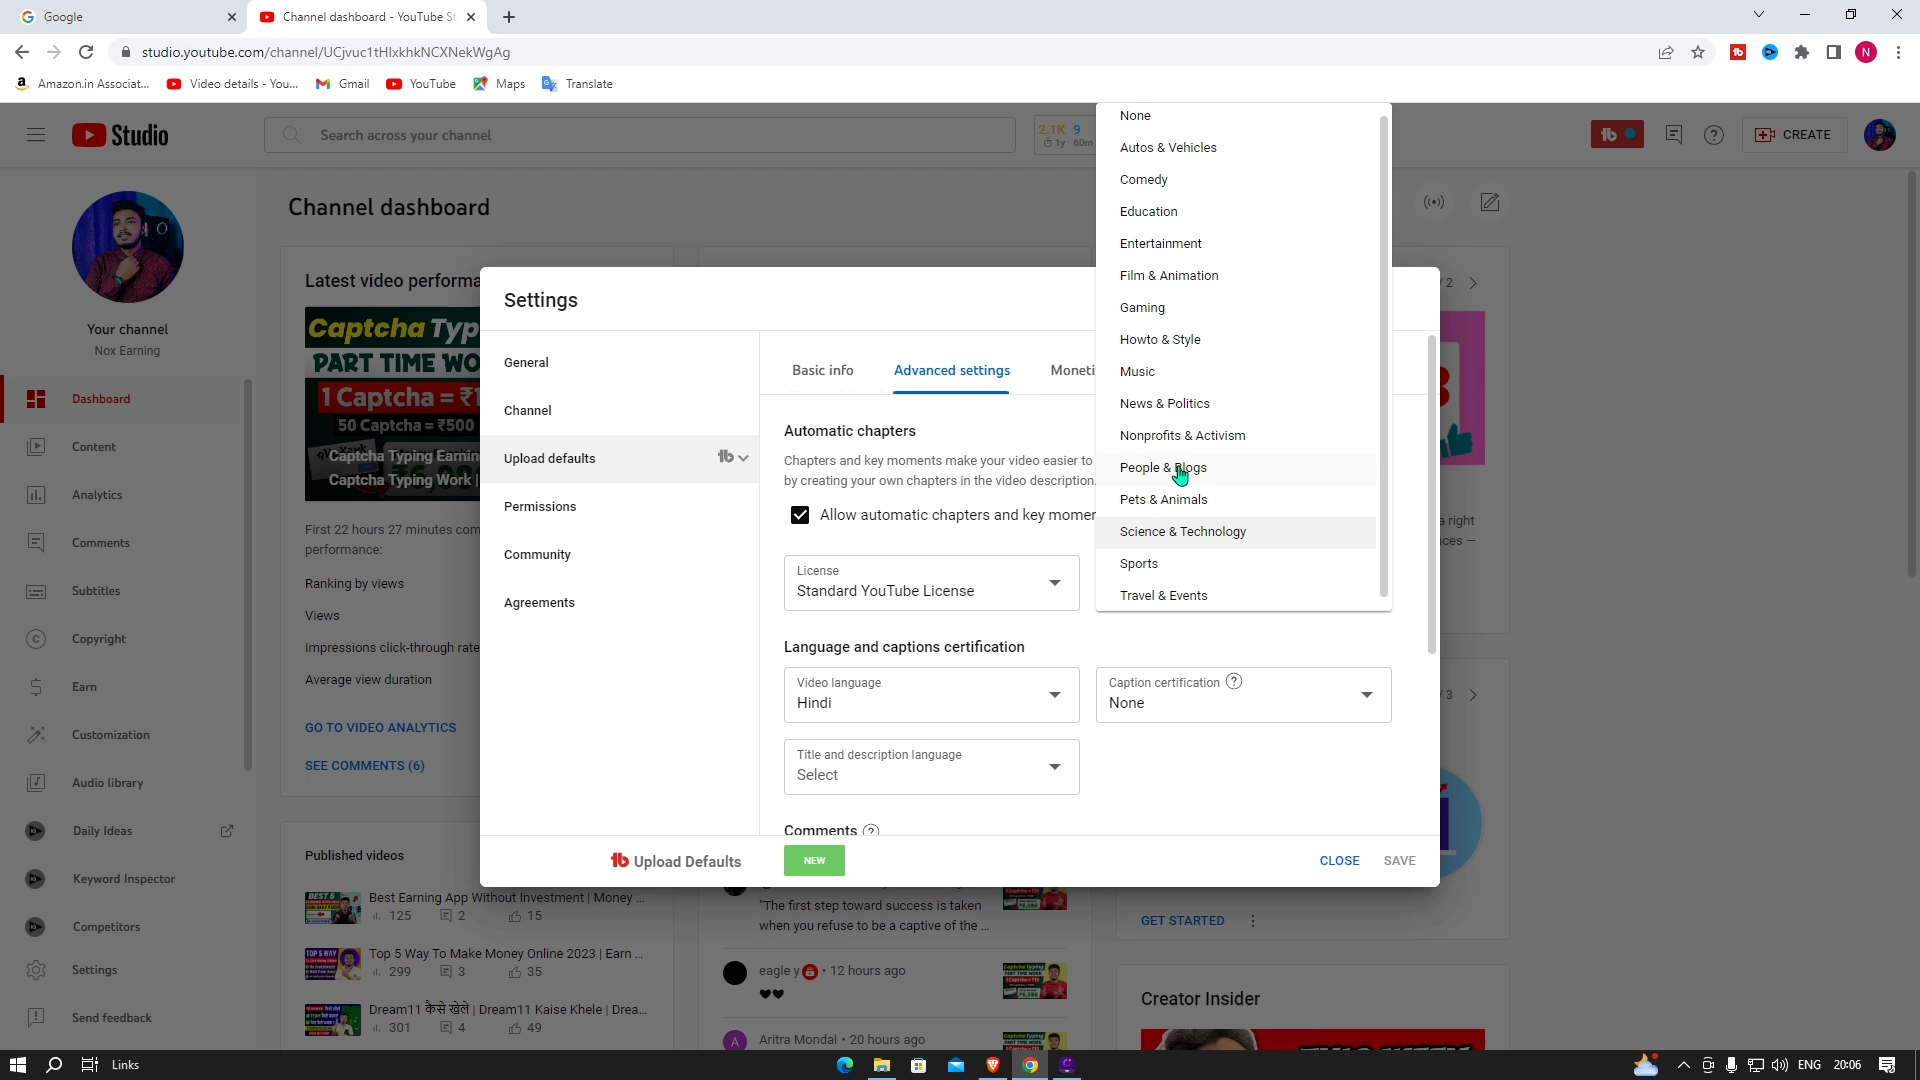 Google
Channel dashboard - YouTube St
studio.youtube.com/channel/UCjvuc1tHIxkhkNCXNekWgAg
N
Amazon.in Associat...
Video details - You...
Gmail
YouTube
Maps
Translate
Studio
Search across your channel
2.1K 9
1y 60m
CREATE
Your channel
Nox Earning
Dashboard
Content
Analytics
Comments
Subtitles
Copyright
Earn
Customization
Audio library
Daily Ideas
Keyword Inspector
Competitors
Settings
Send feedback
Channel dashboard
Latest video performa
Captcha Typ
PART TIME WO
1 Captcha = ₹1
50 Captcha = ₹500
Captcha Typing Earnin
Captcha Typing Work |
First 22 hours 27 minutes com
performance:
Ranking by views
Views
Impressions click-through rate
Average view duration
GO TO VIDEO ANALYTICS
SEE COMMENTS (6)
Published videos
Best Earning App Without Investment | Money ...
125 2 15
Top 5 Way To Make Money Online 2023 | Earn ...
299 3 35
Dream11 कैसे खेले | Dream11 Kaise Khele | Drea...
301 4 49
Settings
General
Channel
Upload defaults
Permissions
Community
Agreements
Basic info
Advanced settings
Moneti
Automatic chapters
Chapters and key moments make your video easier to
by creating your own chapters in the video description.
Allow automatic chapters and key momen
License
Standard YouTube License
Language and captions certification
Video language
Hindi
Caption certification
None
Title and description language
Select
Comments
Upload Defaults
NEW
CLOSE
SAVE
None
Autos & Vehicles
Comedy
Education
Entertainment
Film & Animation
Gaming
Howto & Style
Music
News & Politics
Nonprofits & Activism
People & Blogs
Pets & Animals
Science & Technology
Sports
Travel & Events
/ 2
a right
ces —
/ 3
"The first step toward success is taken
when you refuse to be a captive of the ...
eagle y • 12 hours ago
A
Aritra Mondal • 20 hours ago
GET STARTED
Creator Insider
Links
ENG
20:06